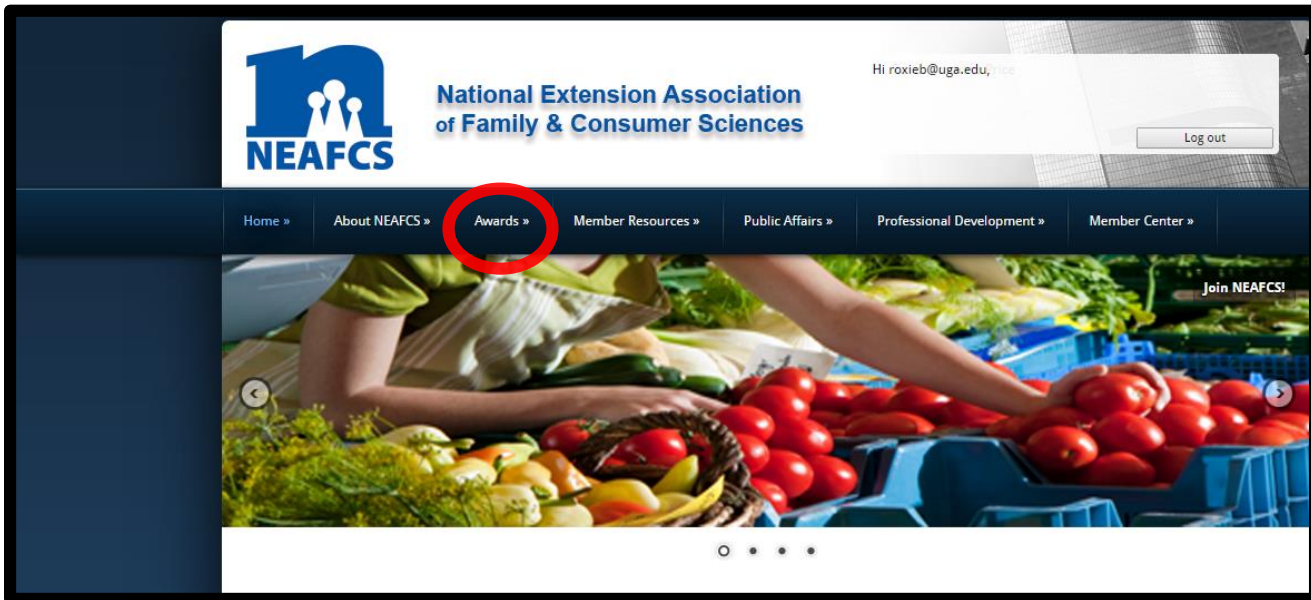 NEAFCS
National Extension Association
of Family & Consumer Sciences
Hi roxieb@uga.edu,
Log out
Home »
About NEAFCS »
Awards »
Member Resources »
Public Affairs »
Professional Development »
Member Center »
Join NEAFCS!